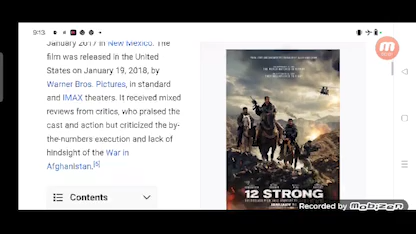 9:13
January 2017 in New Mexico. The
film was released in the United
States on January 19, 2018, by
Warner Bros. Pictures, in standard
and IMAX theaters. It received mixed
reviews from critics, who praised the
cast and action but criticized the by-
the-numbers execution and lack of
hindsight of the War in
Afghanistan.[5]
Contents
12 STRONG
Recorded by Mobizen